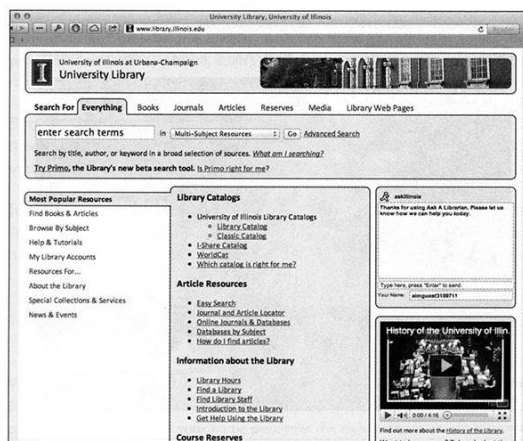 University Library, University of Illinois
www.library.illinois.edu
Reader
University of Illinois at Urbana-Champaign
University Library
Search For Everything Books Journals Articles Reserves Media Library Web Pages
enter search terms in Multi-Subject Resources Go Advanced Search
Search by title, author, or keyword in a broad selection of sources. What am I searching?
Try Primo, the Library's new beta search tool. Is Primo right for me?
Most Popular Resources
Find Books & Articles
Browse By Subject
Help & Tutorials
My Library Accounts
Resources For...
About the Library
Special Collections & Services
News & Events
Library Catalogs
• University of Illinois Library Catalogs
Library Catalog
Classic Catalog
• I-Share Catalog
• WorldCat
• Which catalog is right for me?
Article Resources
• Easy Search
• Journal and Article Locator
• Online Journals & Databases
• Databases by Subject
• How do I find articles?
Information about the Library
• Library Hours
• Find a Library
• Find Library Staff
• Introduction to the Library
• Get Help Using the Library
Course Reserves
askillinois
Thanks for using Ask A Librarian. Please let us
know how we can help you today.
Type here, press "Enter" to send.
Your Name: aimguest3109711
History of the University of Illin
0:00 / 4:16
Find out more about the History of the Library.